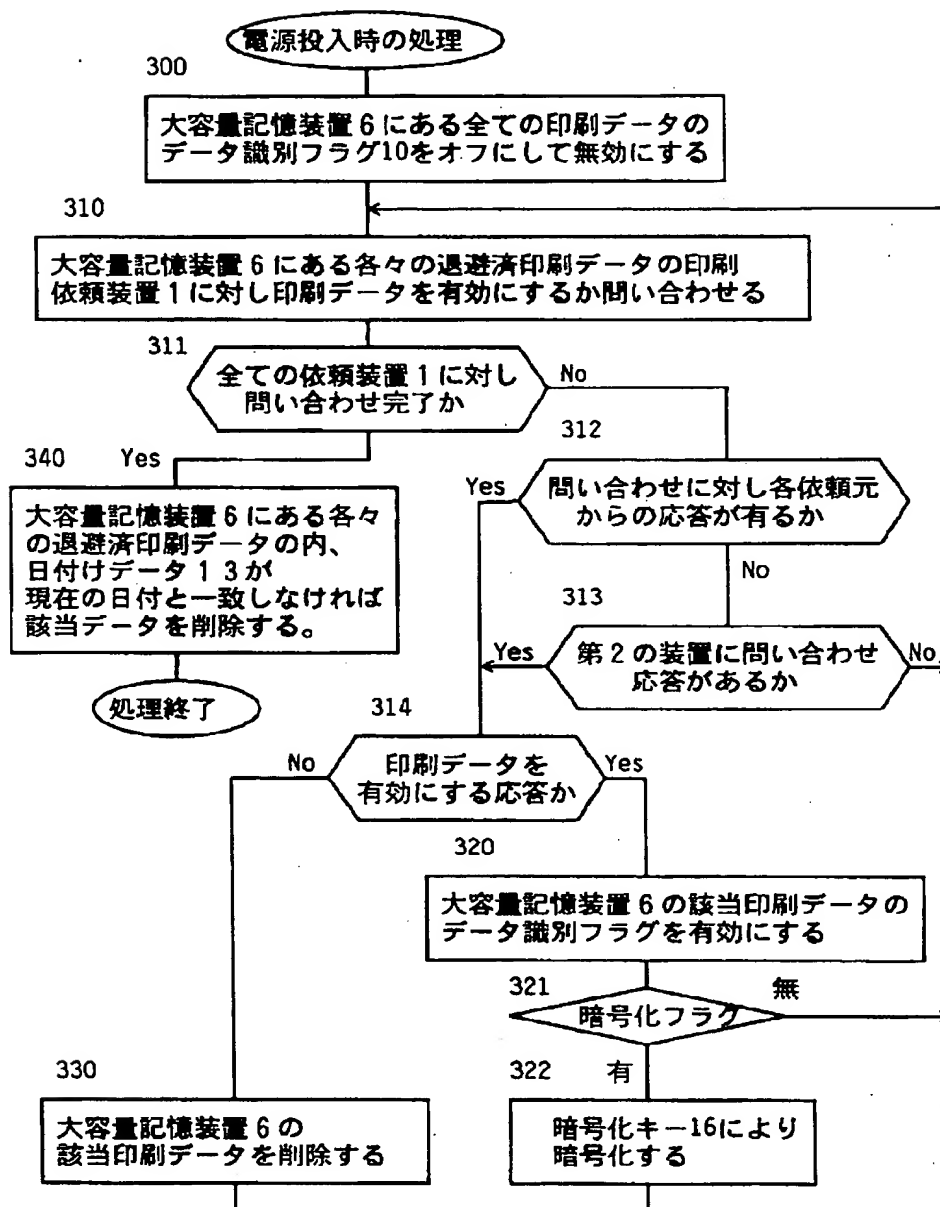 電源投入時の処理
300
大容量記憶装置6にある全ての印刷データの
データ識別フラグ10をオフにして無効にする
310
大容量記憶装置6にある各々の退避済印刷データの印刷
依頼装置1に対し印刷データを有効にするか問い合わせる
311
全ての依頼装置1に対し
問い合わせ完了か
No
312
340
Yes
Yes
問い合わせに対し各依頼元
からの応答が有るか
大容量記憶装置6にある各々
の退避済印刷データの内、
日付けデータ13が
現在の日付と一致しなければ
該当データを削除する。
No
313
Yes
第2の装置に問い合わせ
応答があるか
No
処理終了
314
No
印刷データを
有効にする応答か
Yes
320
大容量記憶装置6の該当印刷データの
データ識別フラグを有効にする
321
無
暗号化フラグ
330
322
有
大容量記憶装置6の
該当印刷データを削除する
暗号化キー16により
暗号化する